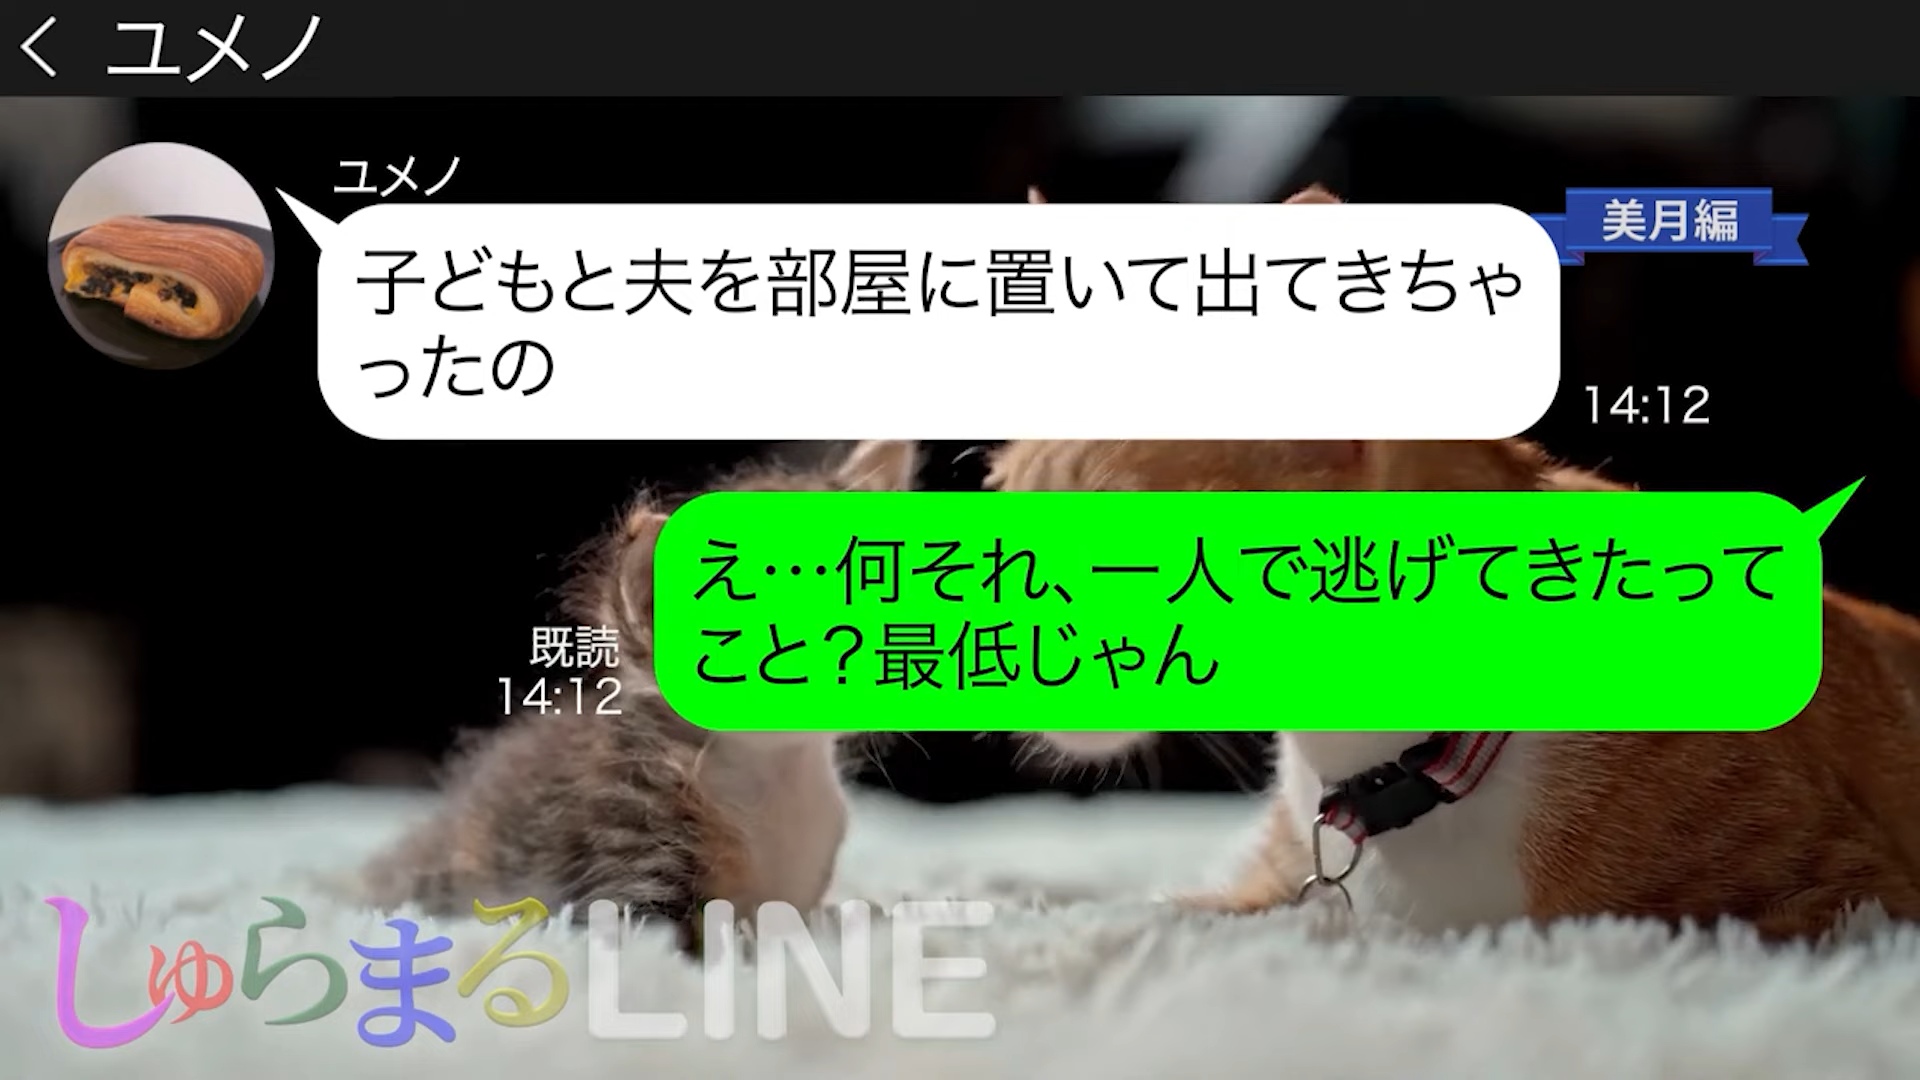 ユメノ
ユメノ
美月編
子どもと夫を部屋に置いて出てきちゃ
ったの
14:12
え…何それ、一人で逃げてきたって
こと?最低じゃん
既読
14:12
しゅらまるLINE